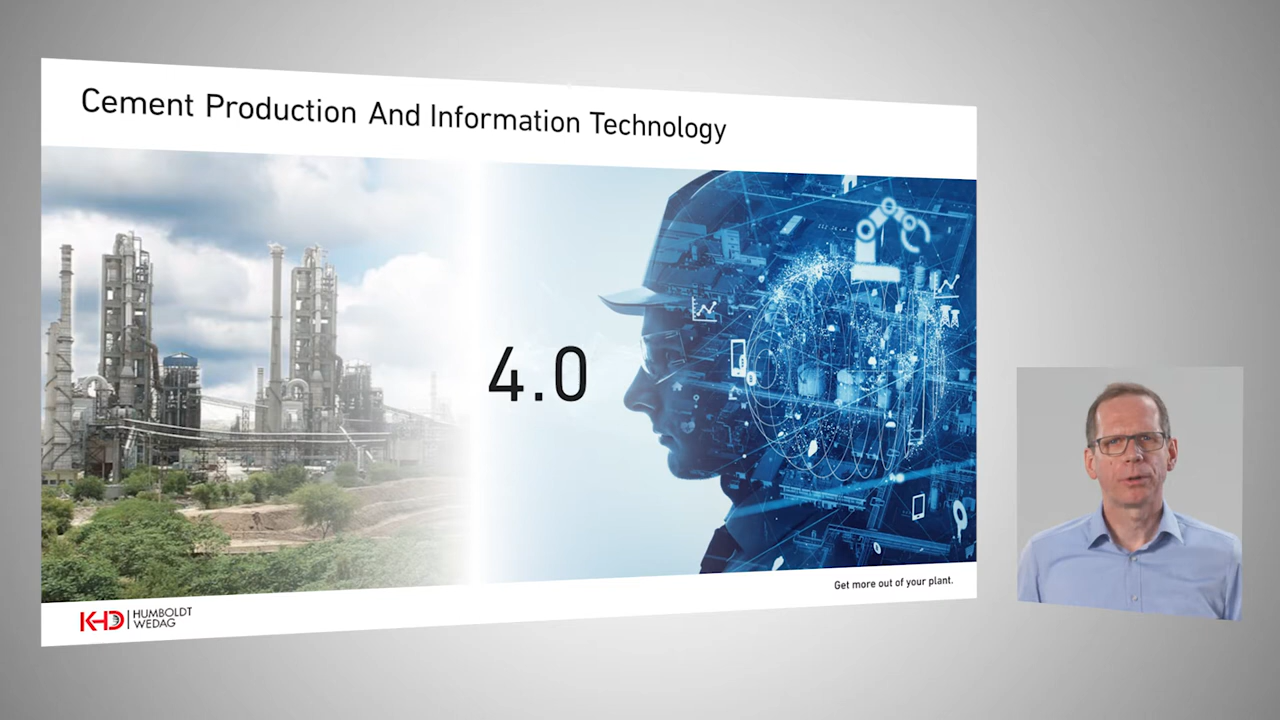 Cement Production And Information Technology
4.0
Get more out of your plant.
KHD
HUMBOLDT
WEDAG